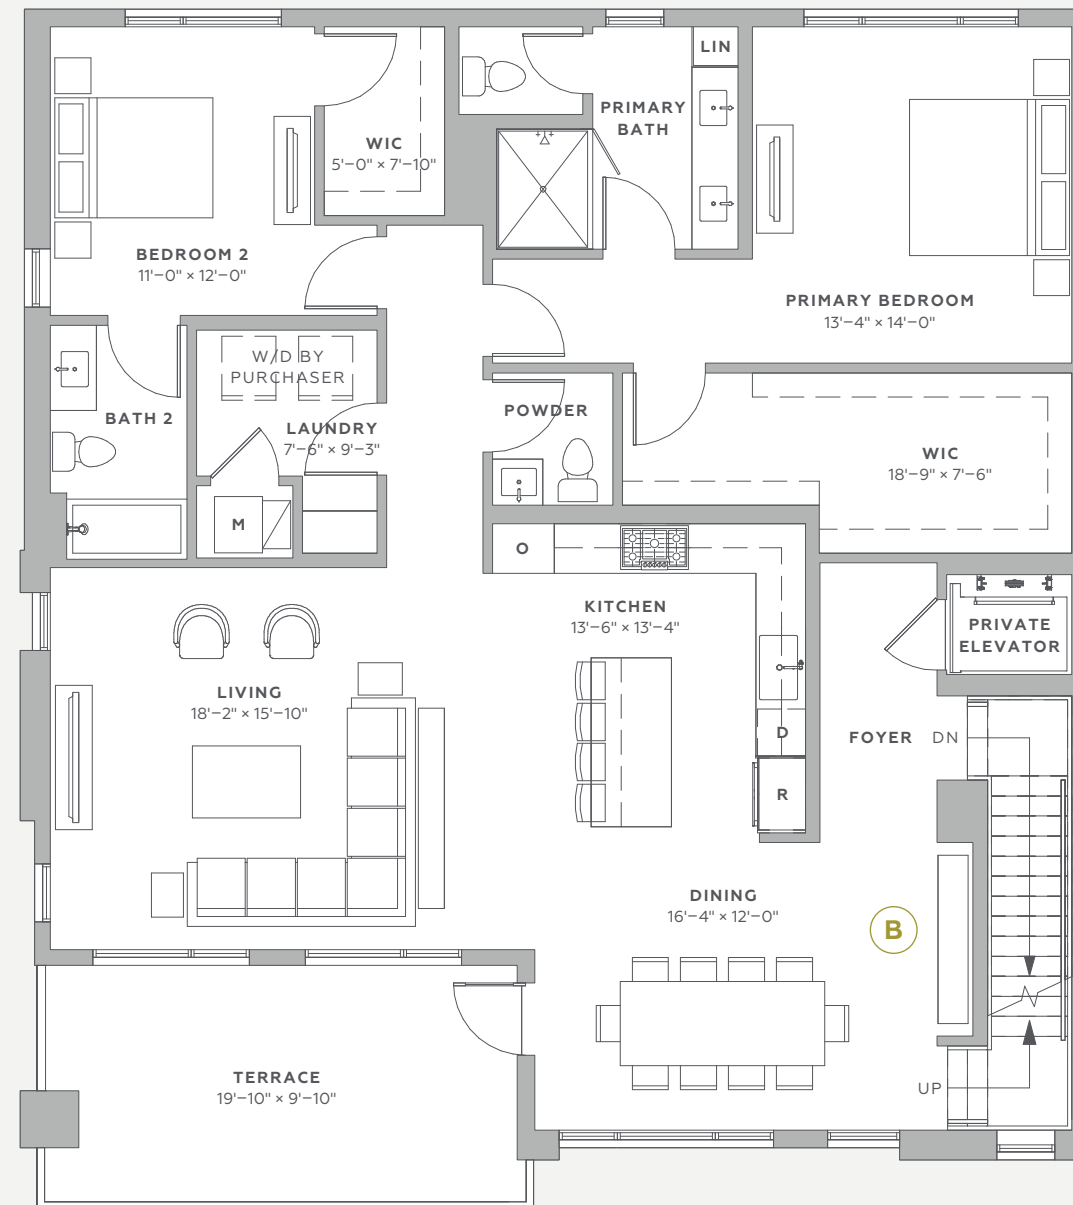 LIN
PRIMARY
BATH
WIC
5'–0" × 7'–10"
BEDROOM 2
11'–0" × 12'–0"
PRIMARY BEDROOM
13'–4" × 14'–0"
W/D BY
PURCHASER
BATH 2
LAUNDRY
7'–6" × 9'–3"
POWDER
WIC
18'–9" × 7'–6"
M
O
KITCHEN
13'–6" × 13'–4"
PRIVATE
ELEVATOR
LIVING
18'–2" × 15'–10"
D
FOYER
DN
R
DINING
16'–4" × 12'–0"
B
TERRACE
19'–10" × 9'–10"
UP